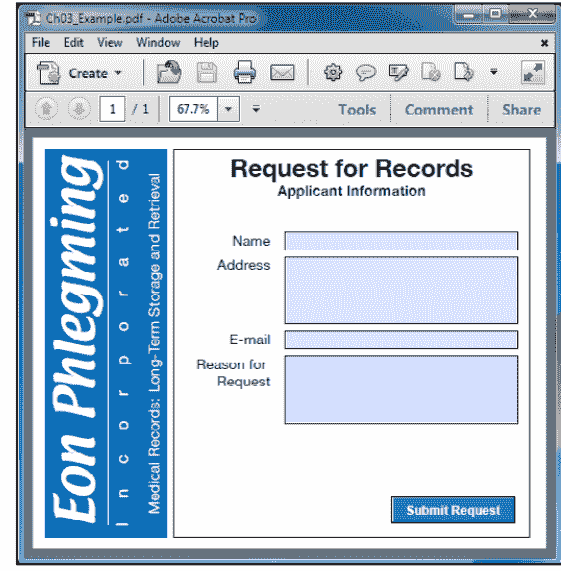 Ch03_Example.pdf - Adobe Acrobat Pro
File Edit View Window Help
Create
1 / 1 67.7% Tools Comment Share
Eon Phlegming
Incorporated
Medical Records: Long-Term Storage and Retrieval
Request for Records
Applicant Information
Name
Address
E-mail
Reason for
Request
Submit Request